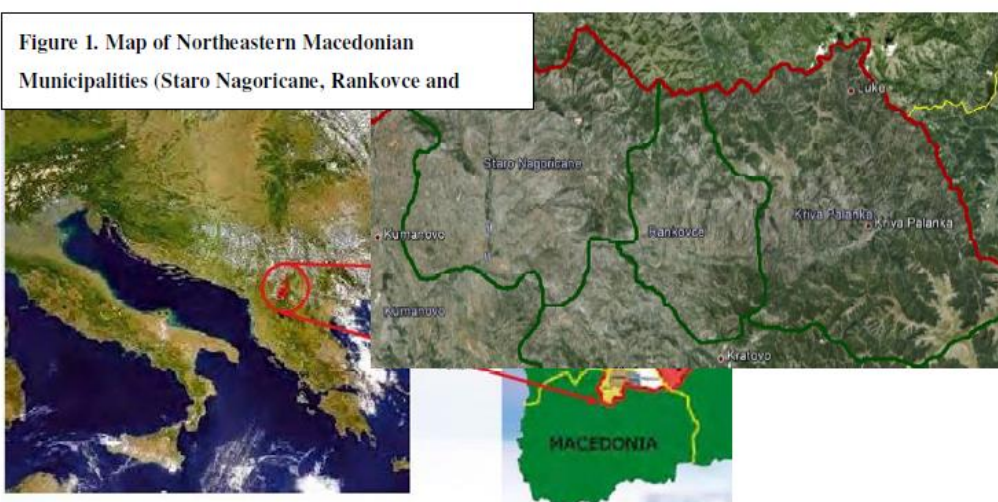 Figure 1. Map of Northeastern Macedonian
Municipalities (Staro Nagoricane, Rankovce and
Luke
Staro Nagoricane
Kriva Palanka
Kriva Palanka
Rankovce
Kumanovo
Kumanovo
Kratovo
MACEDONIA